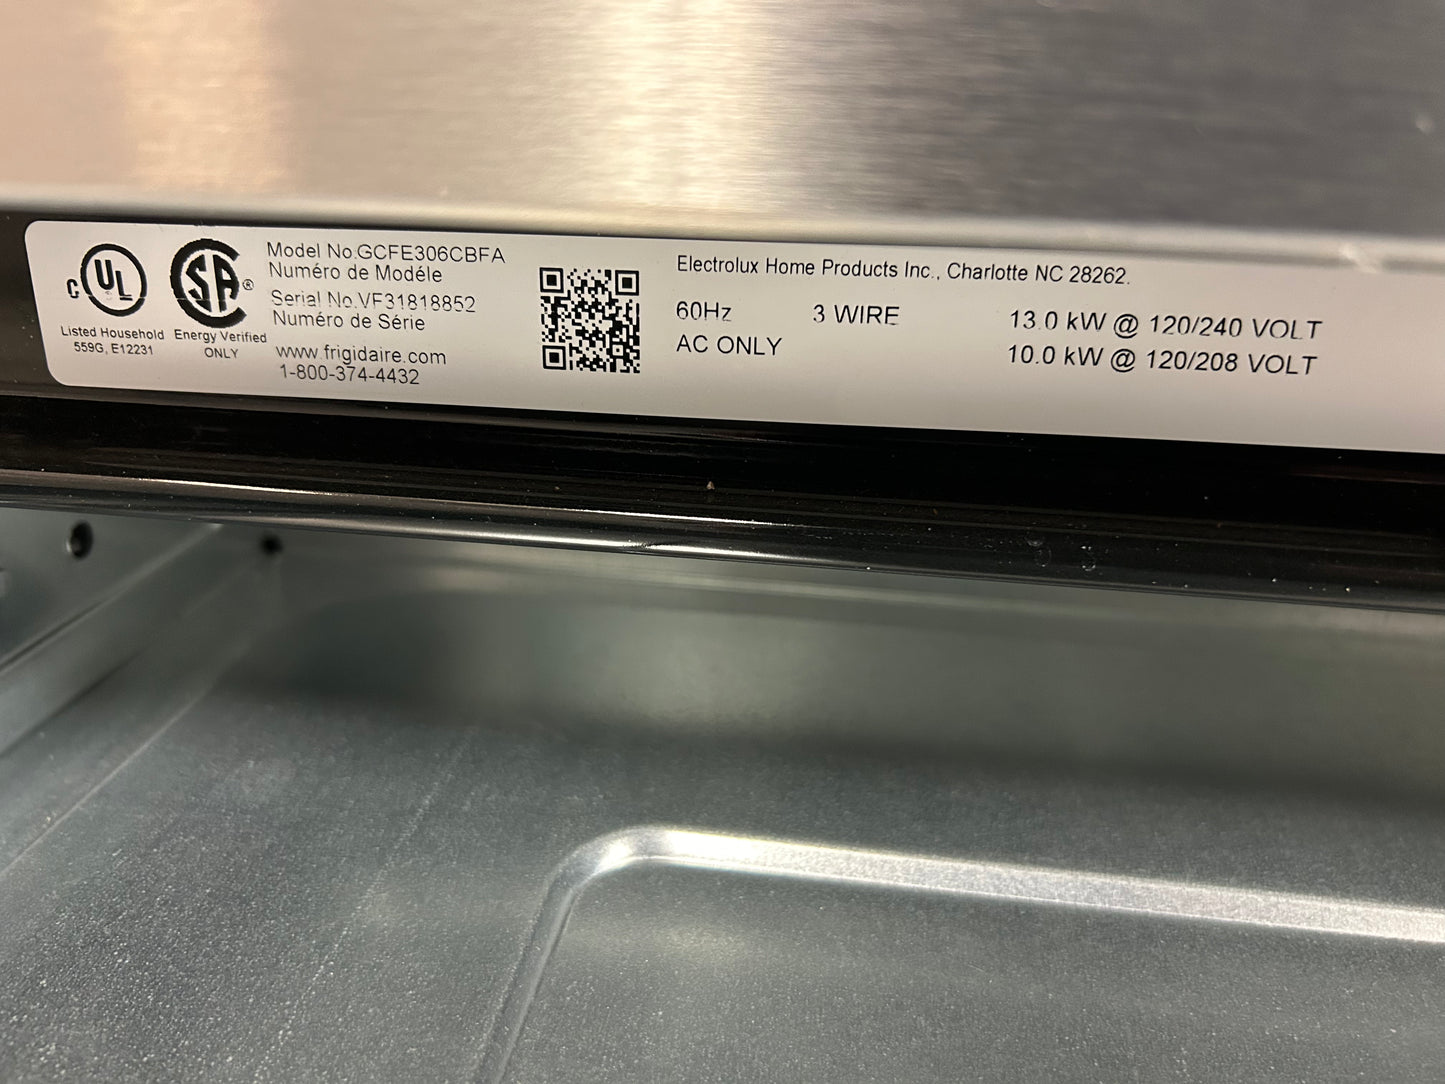 C UL
Listed Household
559G, E12231
SA ®
Energy Verified
ONLY
Model No.GCFE306CBFA
Numéro de Modéle
Serial No.VF31818852
Numéro de Série
www.frigidaire.com
1-800-374-4432
Electrolux Home Products Inc., Charlotte NC 28262.
60Hz 3 WIRE
AC ONLY
13.0 kW @ 120/240 VOLT
10.0 kW @ 120/208 VOLT